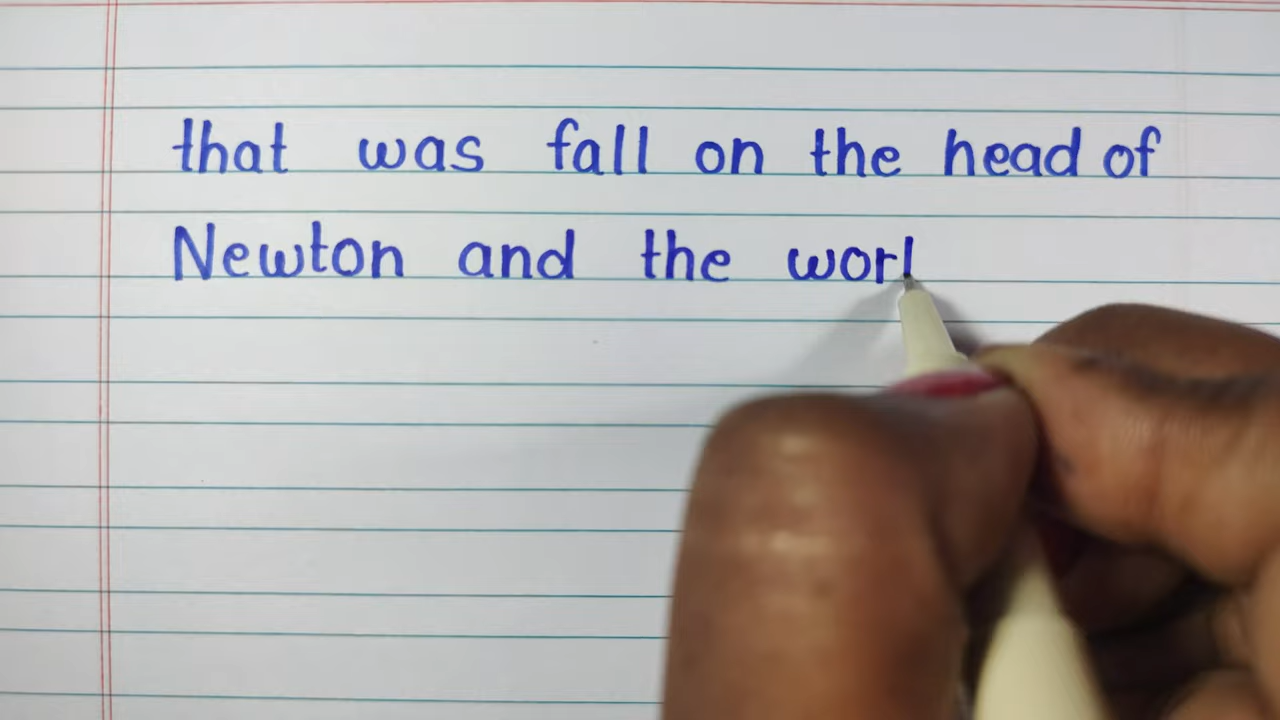 that was fall on the head of
Newton and the worl